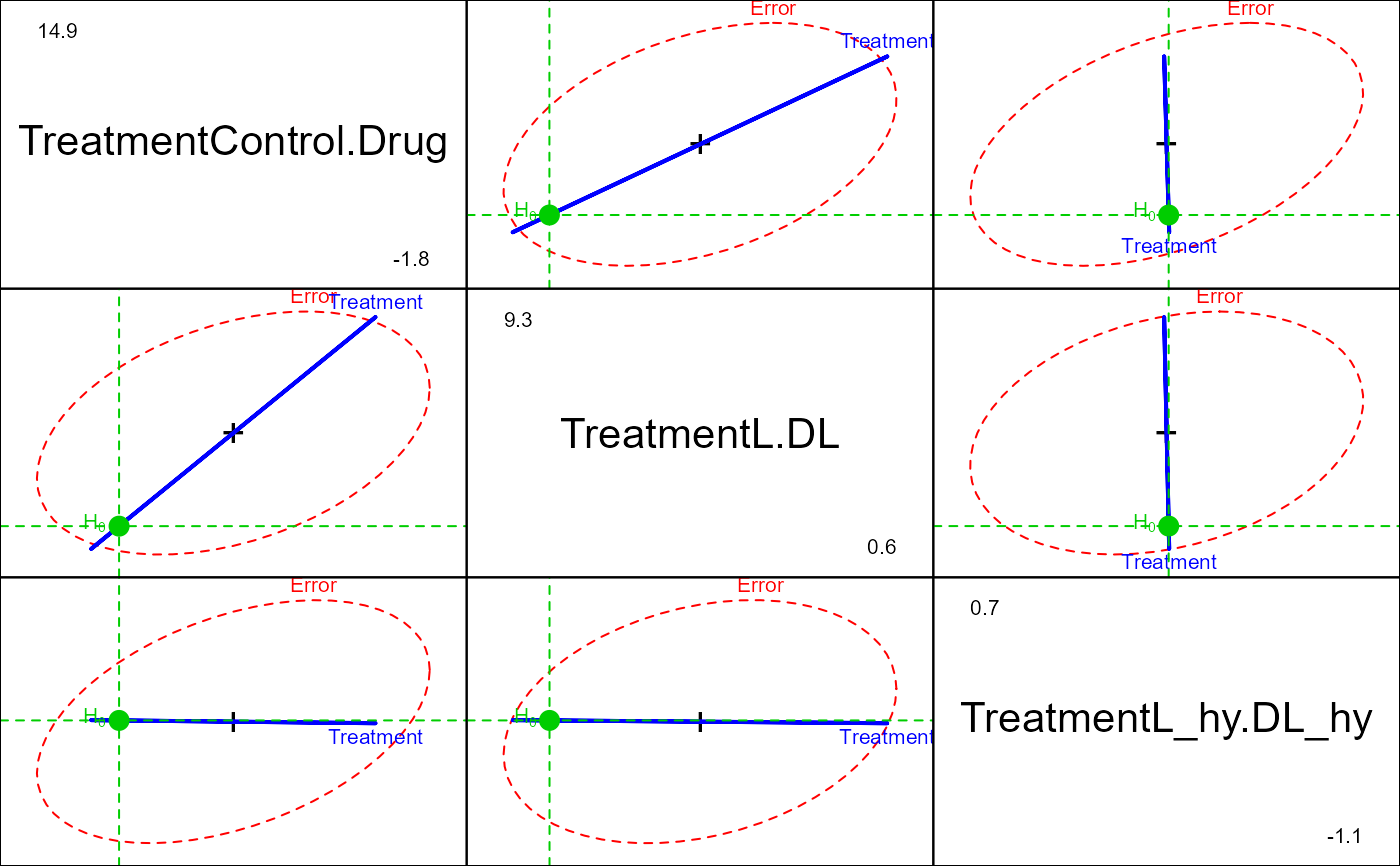 14.9
TreatmentControl.Drug
-1.8
Error
Treatment
H₀
Error
H₀
Treatment
Error
Treatment
H₀
9.3
TreatmentL.DL
0.6
Error
H₀
Treatment
Error
H₀
Treatment
Error
H₀
Treatment
0.7
TreatmentL_hy.DL_hy
-1.1